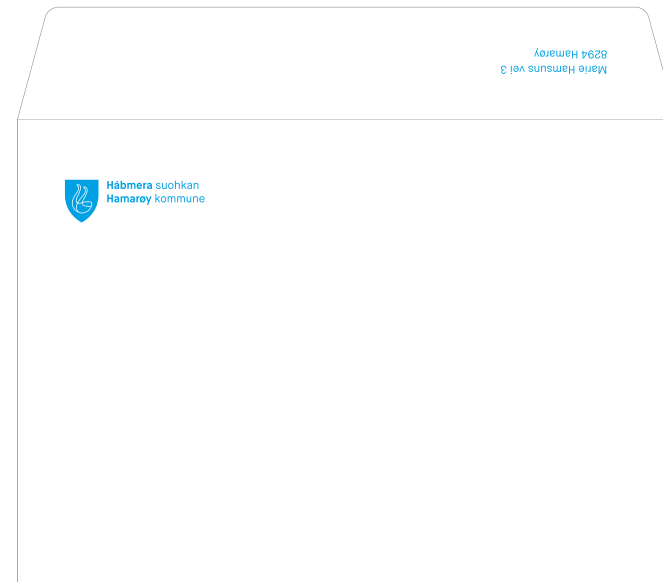 Marie Hamsuns vei 3
8294 Hamarøy
Hábmera suohkan
Hamarøy kommune